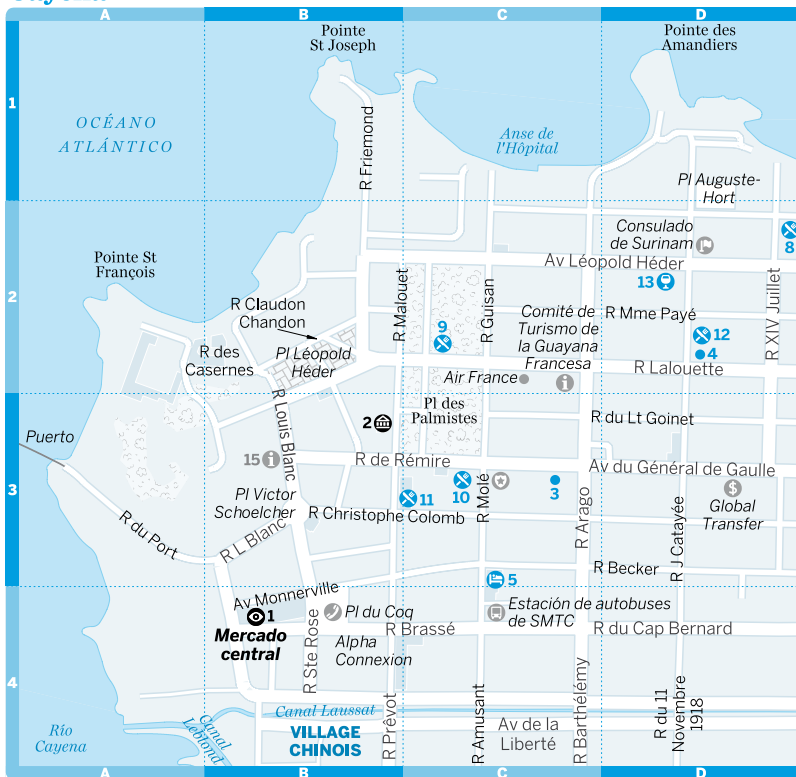 A
B
C
D
Pointe
St Joseph
Pointe des
Amandiers
1
OCÉANO
ATLÁNTICO
Anse de
l'Hôpital
R Friemond
Pl Auguste-
Hort
Consulado
de Surinam
8
Pointe St
François
Av Léopold Héder
13
2
R Claudon
Chandon
R Malouet
9
R Guisan
Comité de
Turismo de
la Guayana
Francesa
R Mme Payé
12
4
R XIV Juillet
R des
Casernes
Pl Léopold
Héder
Air France
R Lalouette
R Louis Blanc
2
Pl des
Palmistes
R du Lt Goinet
Puerto
15
R de Rémire
Av du Général de Gaulle
3
Pl Victor
Schoelcher
11
10
R Molé
3
R Arago
Global
Transfer
R du Port
R L Blanc
R Christophe Colomb
R J Catayée
R Becker
5
Av Monnerville
1
Mercado
central
Pl du Coq
Estación de autobuses
de SMTC
R Ste Rose
Alpha
Connexion
R Brassé
R du Cap Bernard
4
Canal Laussat
Río
Cayena
Canal
Leblond
VILLAGE
CHINOIS
R Prévot
R Amusant
Av de la
Liberté
R Barthélémy
R du 11
Novembre
1918
A
B
C
D